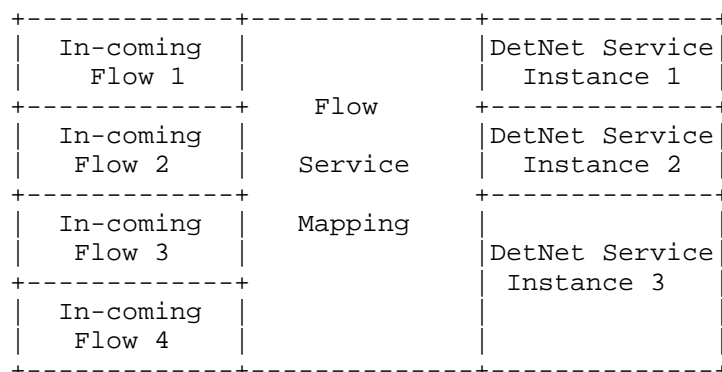 +-------------+--------------+--------------+
|  In-coming  |              |DetNet Service|
|    Flow 1   |              |  Instance 1  |
+-------------+    Flow      +--------------+
|  In-coming  |              |DetNet Service|
|   Flow 2    |   Service    |  Instance 2  |
+-------------+              +--------------+
|  In-coming  |   Mapping    |              |
|   Flow 3    |              |DetNet Service|
+-------------+              | Instance 3   |
|  In-coming  |              |              |
|   Flow 4    |              |              |
+-------------+--------------+--------------+